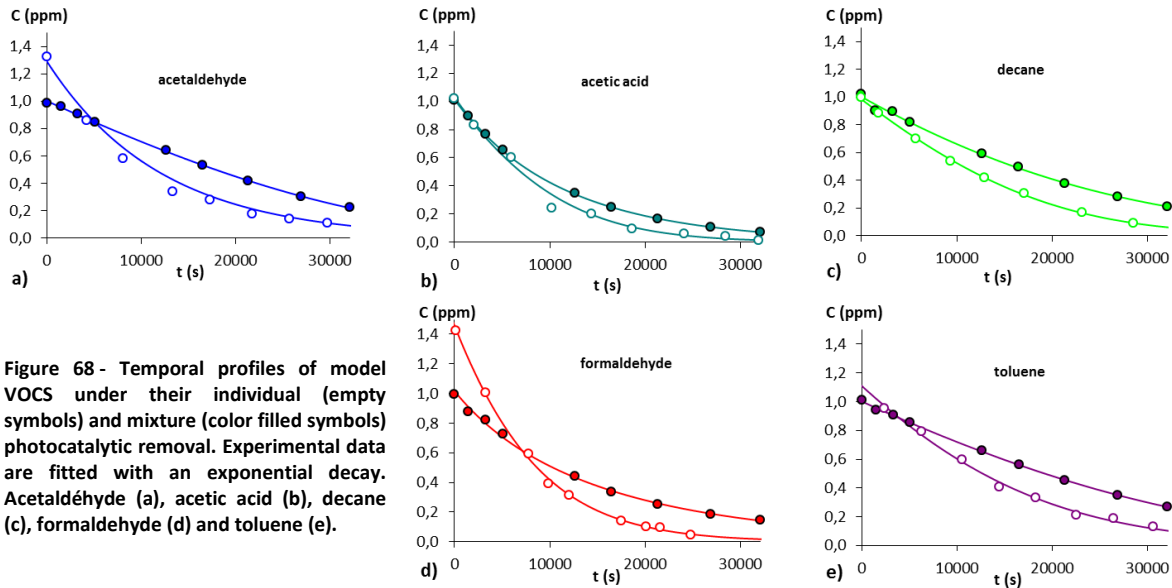 C (ppm)
1,4
1,2
1,0
0,8
0,6
0,4
0,2
0,0
acetaldehyde
0
10000
20000
30000
t (s)
a)
C (ppm)
1,4
1,2
1,0
0,8
0,6
0,4
0,2
0,0
acetic acid
0
10000
20000
30000
t (s)
b)
C (ppm)
1,4
1,2
1,0
0,8
0,6
0,4
0,2
0,0
decane
0
10000
20000
30000
t (s)
c)
Figure 68 - Temporal profiles of model
VOCS under their individual (empty
symbols) and mixture (color filled symbols)
photocatalytic removal. Experimental data
are fitted with an exponential decay.
Acetaldéhyde (a), acetic acid (b), decane
(c), formaldehyde (d) and toluene (e).
C (ppm)
1,4
1,2
1,0
0,8
0,6
0,4
0,2
0,0
formaldehyde
0
10000
20000
30000
t (s)
d)
C (ppm)
1,4
1,2
1,0
0,8
0,6
0,4
0,2
0,0
toluene
0
10000
20000
30000
t (s)
e)